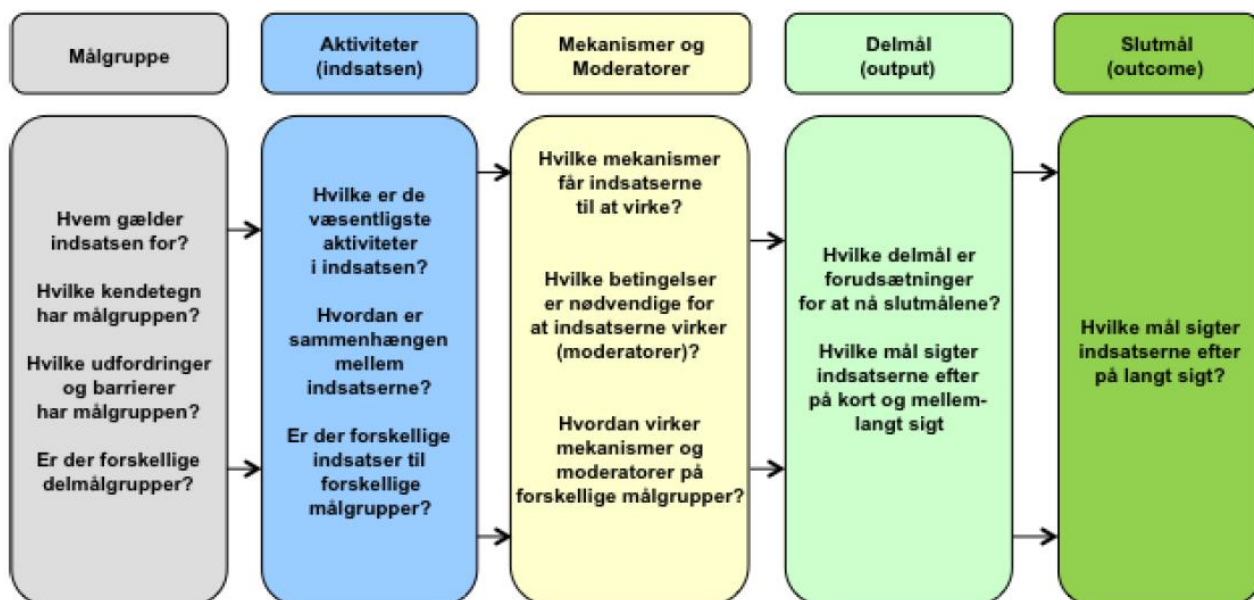 Målgruppe
Aktiviteter
(indsatsen)
Mekanismer og
Moderatorer
Delmål
(output)
Slutmål
(outcome)
Hvem gælder
indsatsen for?
Hvilke kendetegn
har målgruppen?
Hvilke udfordringer
og barrierer
har målgruppen?
Er der forskellige
delmålgrupper?
Hvilke er de
væsentligste
aktiviteter
i indsatsen?
Hvordan er
sammenhængen
mellem
indsatserne?
Er der forskellige
indsatser til
forskellige
målgrupper?
Hvilke mekanismer
får indsatserne
til at virke?
Hvilke betingelser
er nødvendige for
at indsatserne virker
(moderatorer)?
Hvordan virker
mekanismer og
moderatorer på
forskellige målgrupper?
Hvilke delmål er
forudsætninger
for at nå slutmålene?
Hvilke mål sigter
indsatserne efter
på kort og mellem-
langt sigt
Hvilke mål sigter
indsatserne efter
på langt sigt?